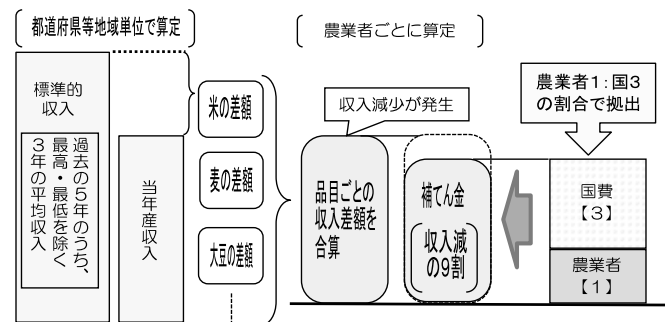 都道府県等地域単位で算定
農業者ごとに算定
標準的
収入
過去の5年のうち、
最高・最低を除く
3年の平均収入
当年産収入
米の差額
麦の差額
大豆の差額
収入減少が発生
品目ごとの
収入差額を
合算
補てん金
収入減
の9割
農業者1:国3
の割合で拠出
国費
【3】
農業者
【1】